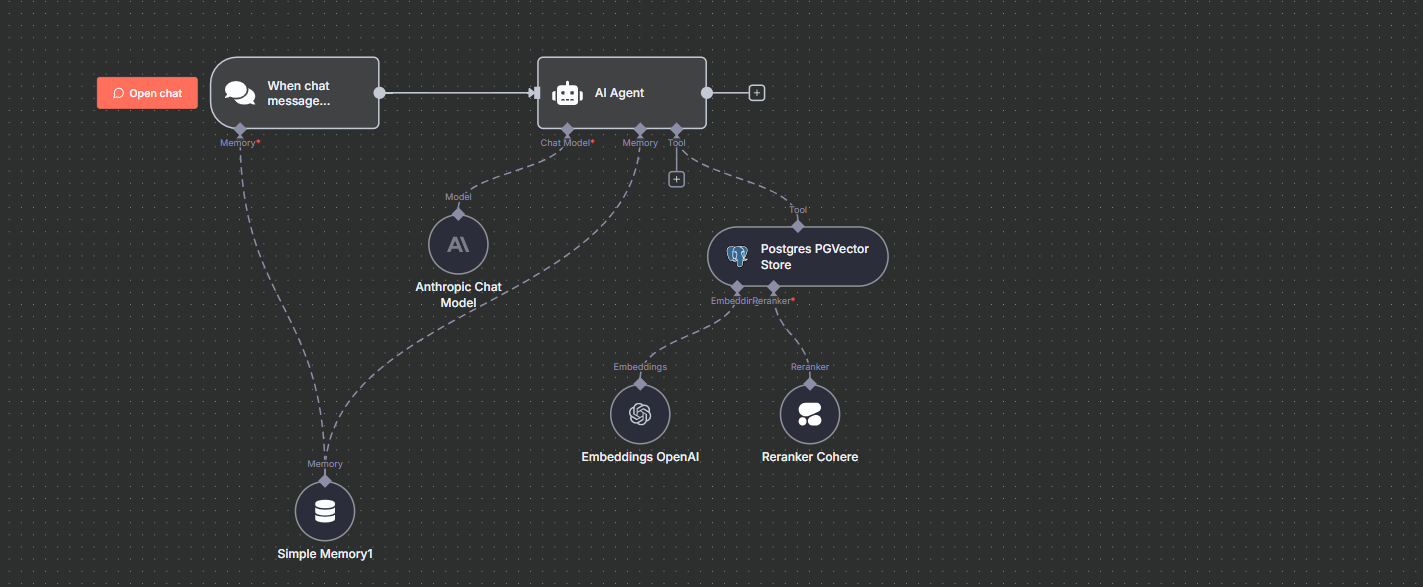 Open chat
When chat
message...
AI Agent
Memory*
Chat Model*
Memory
Tool
Model
Tool
Postgres PGVector
Store
Anthropic Chat
Model
Reranker*
Embeddings
Reranker
Embeddings OpenAI
Reranker Cohere
Memory
Simple Memory1